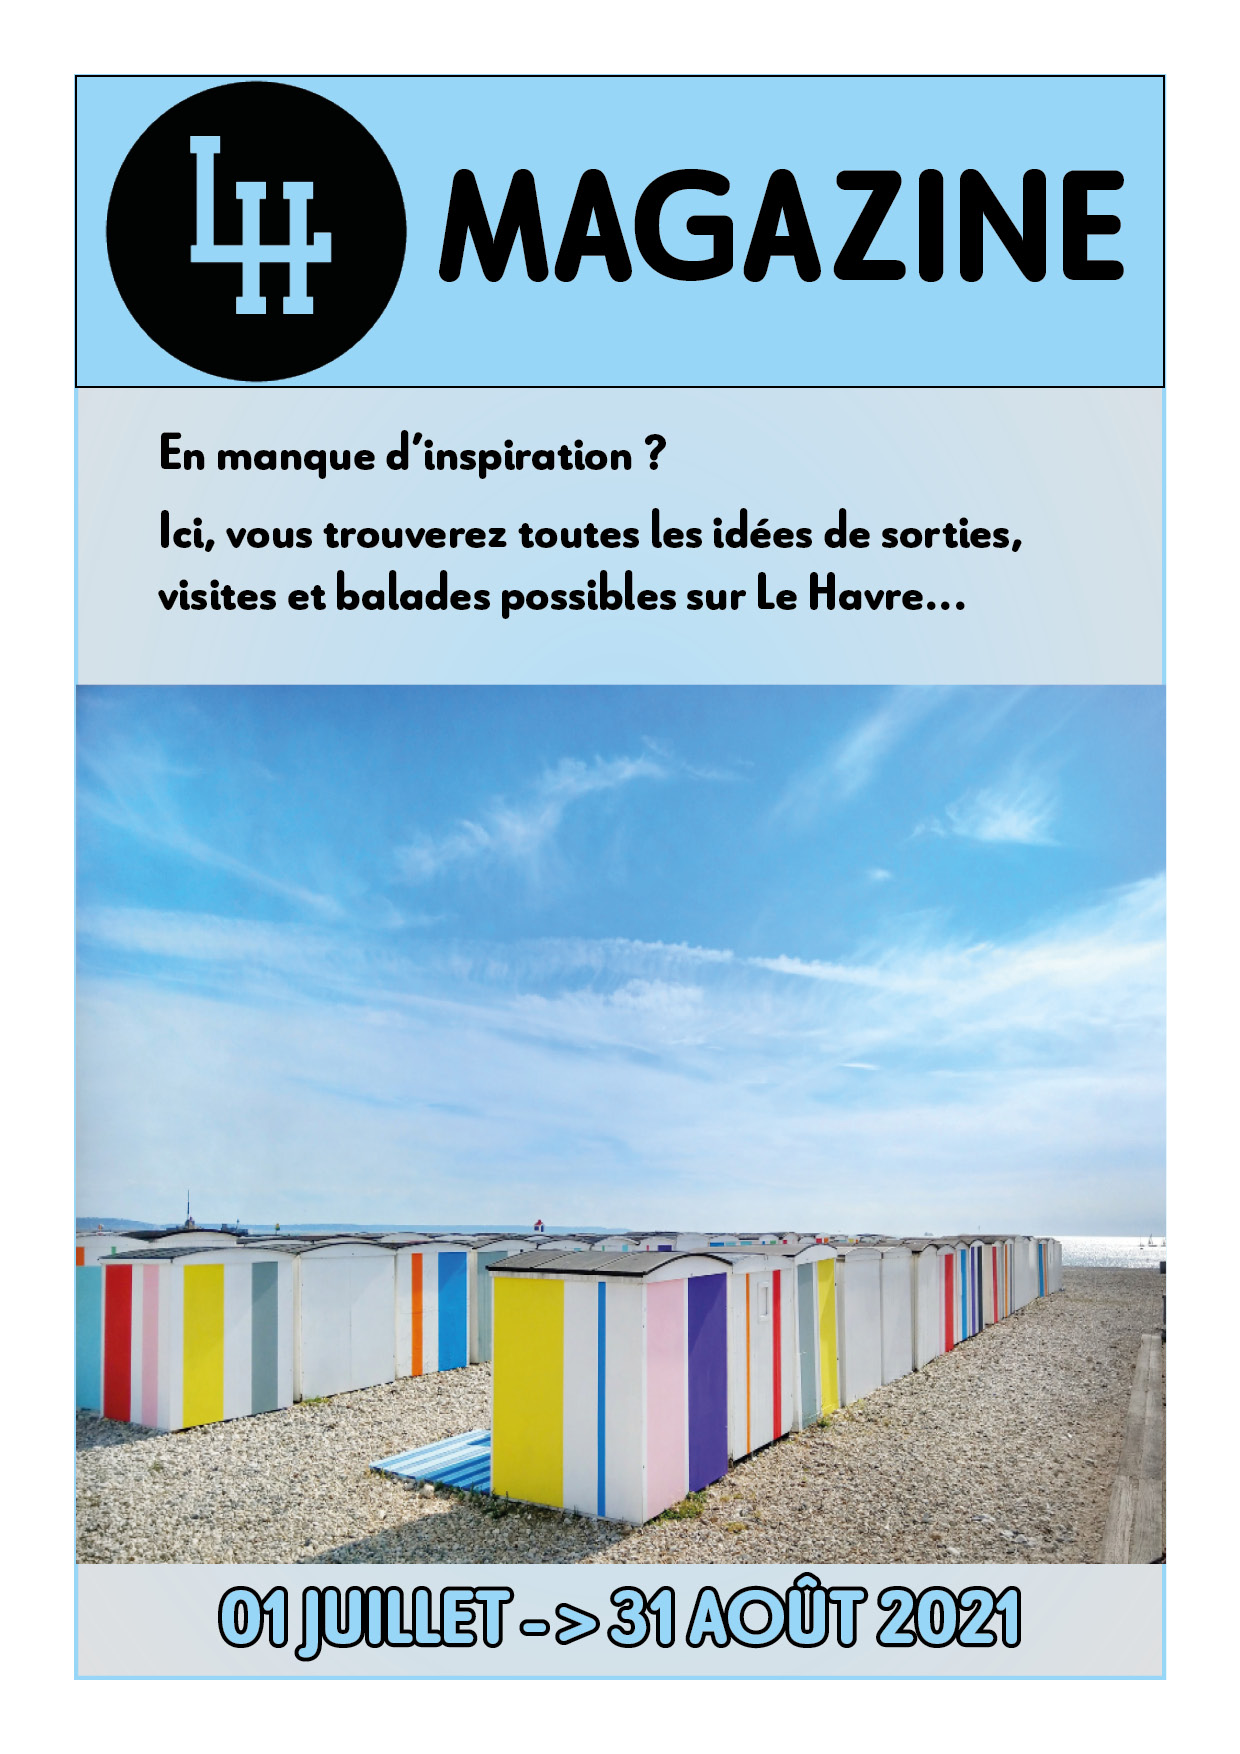 LH MAGAZINE
En manque d'inspiration ?
Ici, vous trouverez toutes les idées de sorties,
visites et balades possibles sur Le Havre...
01 JUILLET -> 31 AOÛT 2021